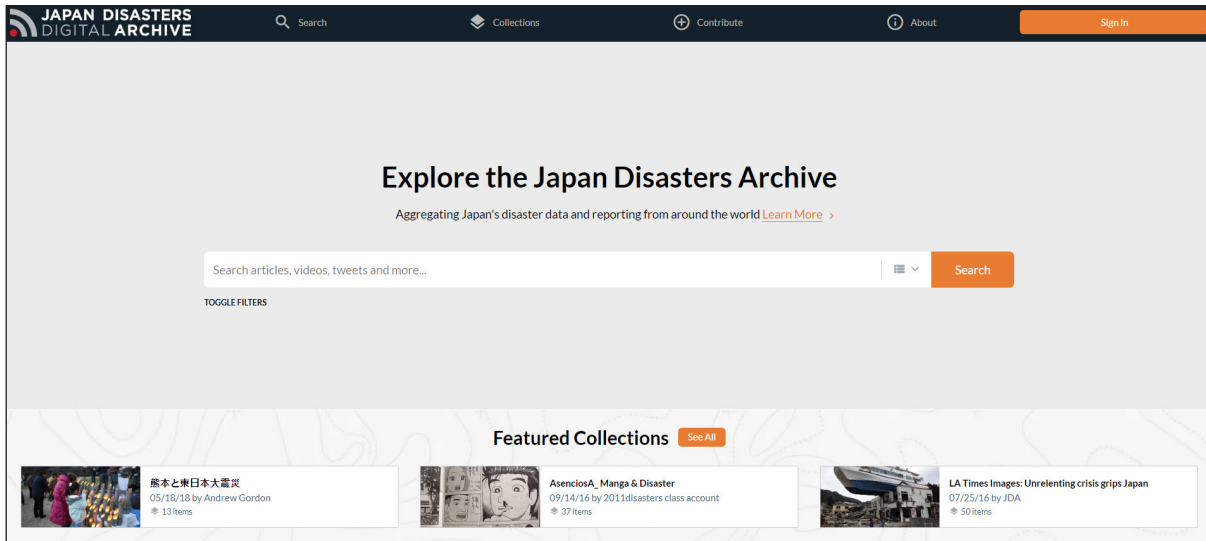 JAPAN DISASTERS
DIGITAL ARCHIVE
Search
Collections
Contribute
About
Sign In
Explore the Japan Disasters Archive
Aggregating Japan's disaster data and reporting from around the world Learn More >
Search articles, videos, tweets and more...
Search
TOGGLE FILTERS
Featured Collections
See All
熊本と東日本大震災
05/18/18 by Andrew Gordon
13 items
AsenciosA_ Manga & Disaster
09/14/16 by 2011disasters class account
37 items
LA Times Images: Unrelenting crisis grips Japan
07/25/16 by JDA
50 items